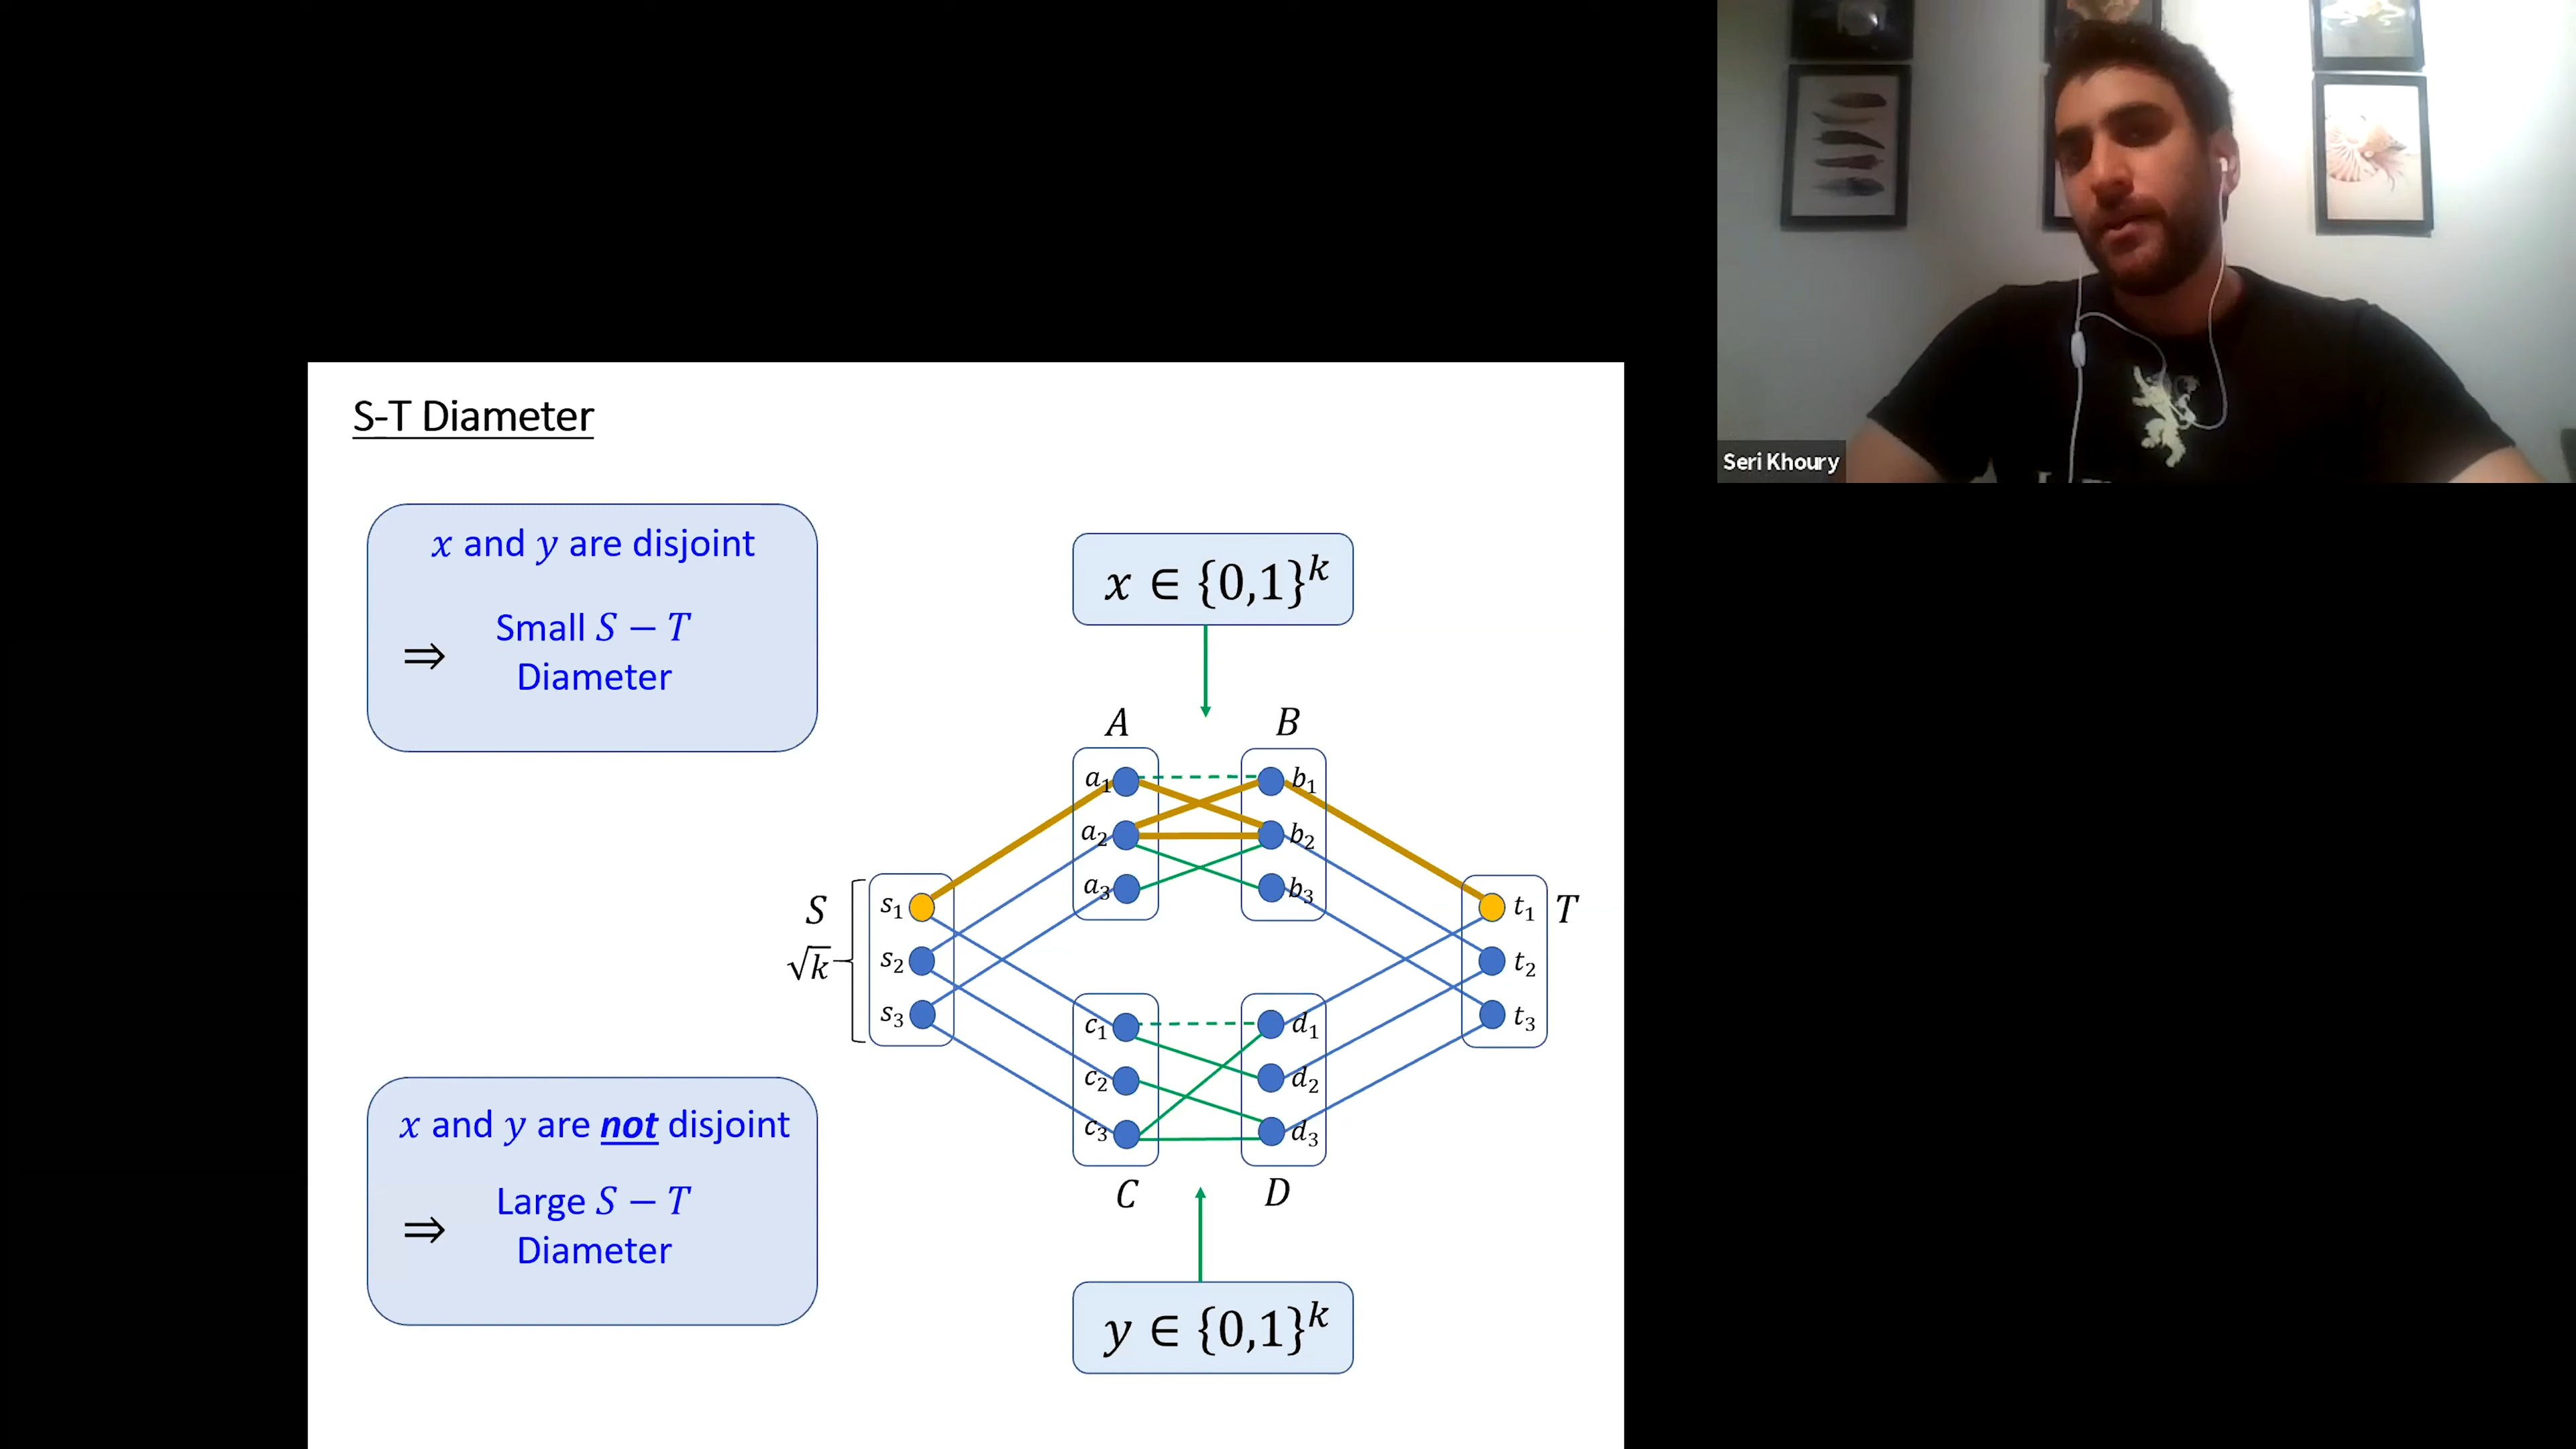 Seri Khoury
S-T Diameter
x and y are disjoint
⇒ Small S − T
Diameter
x and y are not disjoint
⇒ Large S − T
Diameter
x ∈ {0,1}^k
A B
a₁ b₁
a₂ b₂
a₃ b₃
S
√k
s₁
s₂
s₃
t₁ T
t₂
t₃
c₁ d₁
c₂ d₂
c₃ d₃
C D
y ∈ {0,1}^k